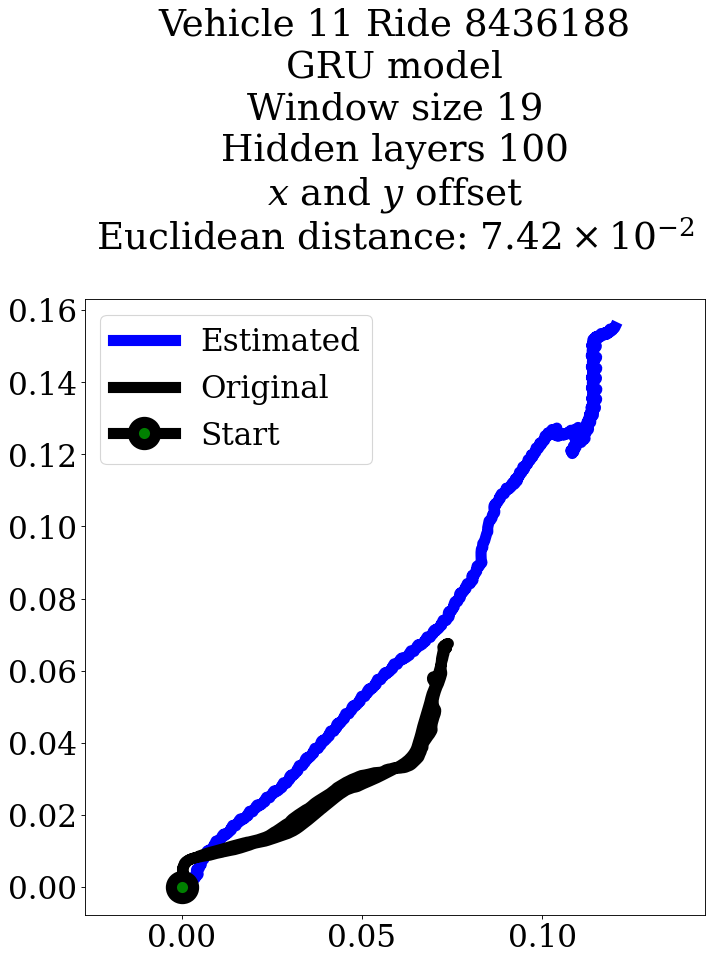 Vehicle 11 Ride 8436188
GRU model
Window size 19
Hidden layers 100
x and y offset
Euclidean distance: 7.42 × 10⁻²
0.16
0.14
0.12
0.10
0.08
0.06
0.04
0.02
0.00
Estimated
Original
Start
0.00 0.05 0.10